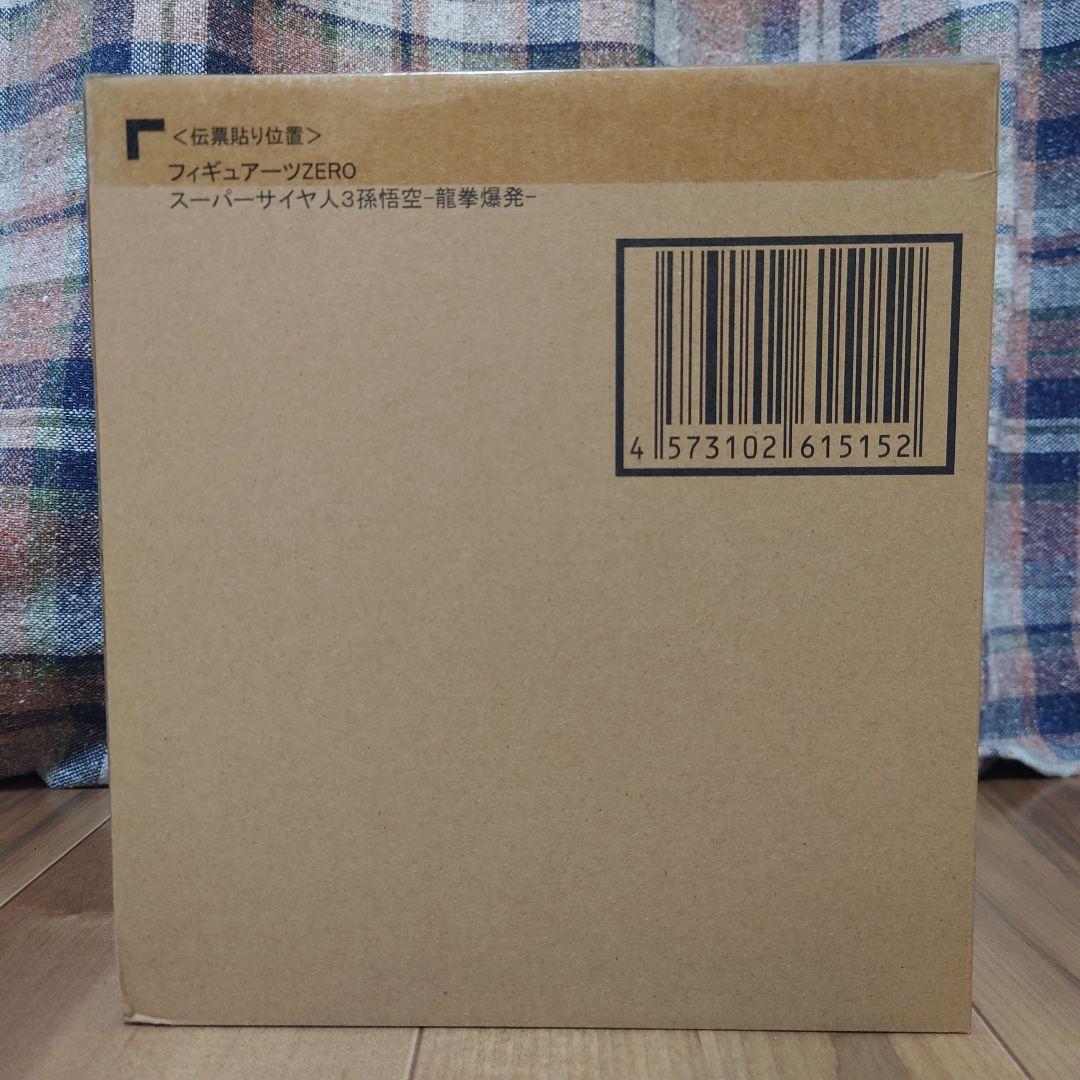 <伝票貼り位置>
フィギュアーツZERO
スーパーサイヤ人3孫悟空-龍拳爆発-
4 573102 615152